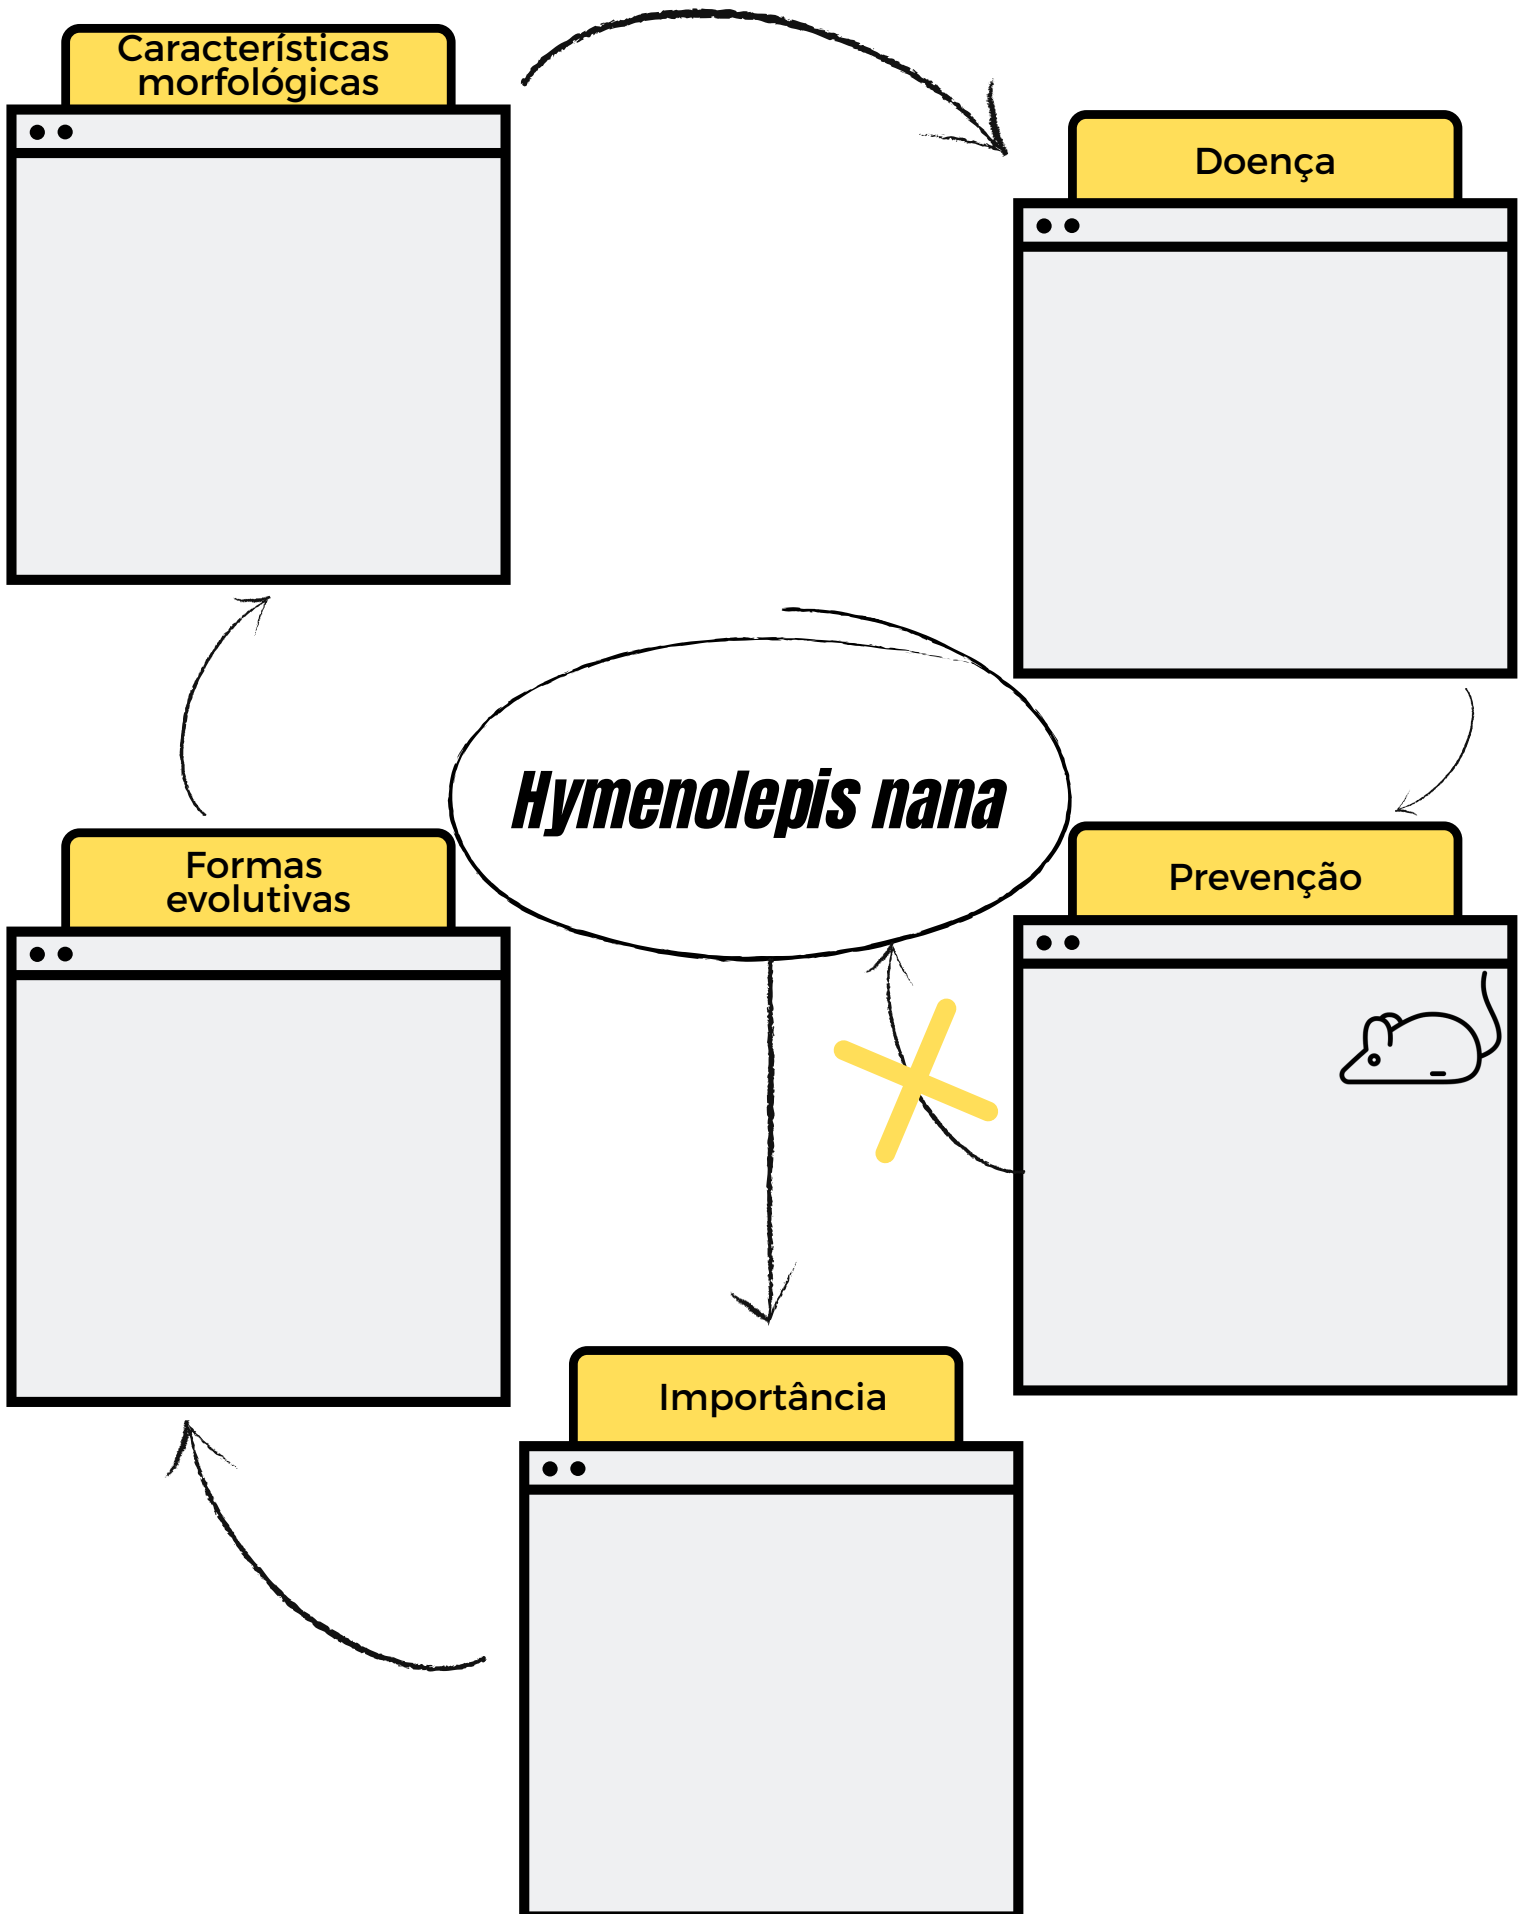 Características
morfológicas
Doença
Hymenolepis nana
Formas
evolutivas
Prevenção
Importância